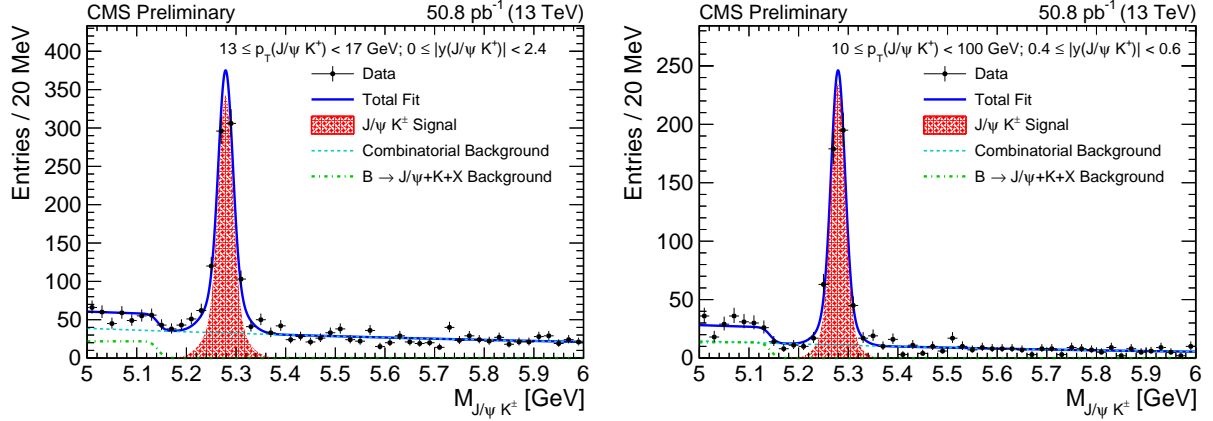 CMS Preliminary 50.8 pb⁻¹ (13 TeV)
13 ≤ p_T(J/ψ K⁺) < 17 GeV; 0 ≤ |y(J/ψ K⁺)| < 2.4
Data
Total Fit
J/ψ K± Signal
Combinatorial Background
B → J/ψ+K+X Background
Entries / 20 MeV
400
350
300
250
200
150
100
50
0
5 5.1 5.2 5.3 5.4 5.5 5.6 5.7 5.8 5.9 6
M_J/ψ K± [GeV]
CMS Preliminary 50.8 pb⁻¹ (13 TeV)
10 ≤ p_T(J/ψ K⁺) < 100 GeV; 0.4 ≤ |y(J/ψ K⁺)| < 0.6
Data
Total Fit
J/ψ K± Signal
Combinatorial Background
B → J/ψ+K+X Background
Entries / 20 MeV
250
200
150
100
50
0
5 5.1 5.2 5.3 5.4 5.5 5.6 5.7 5.8 5.9 6
M_J/ψ K± [GeV]